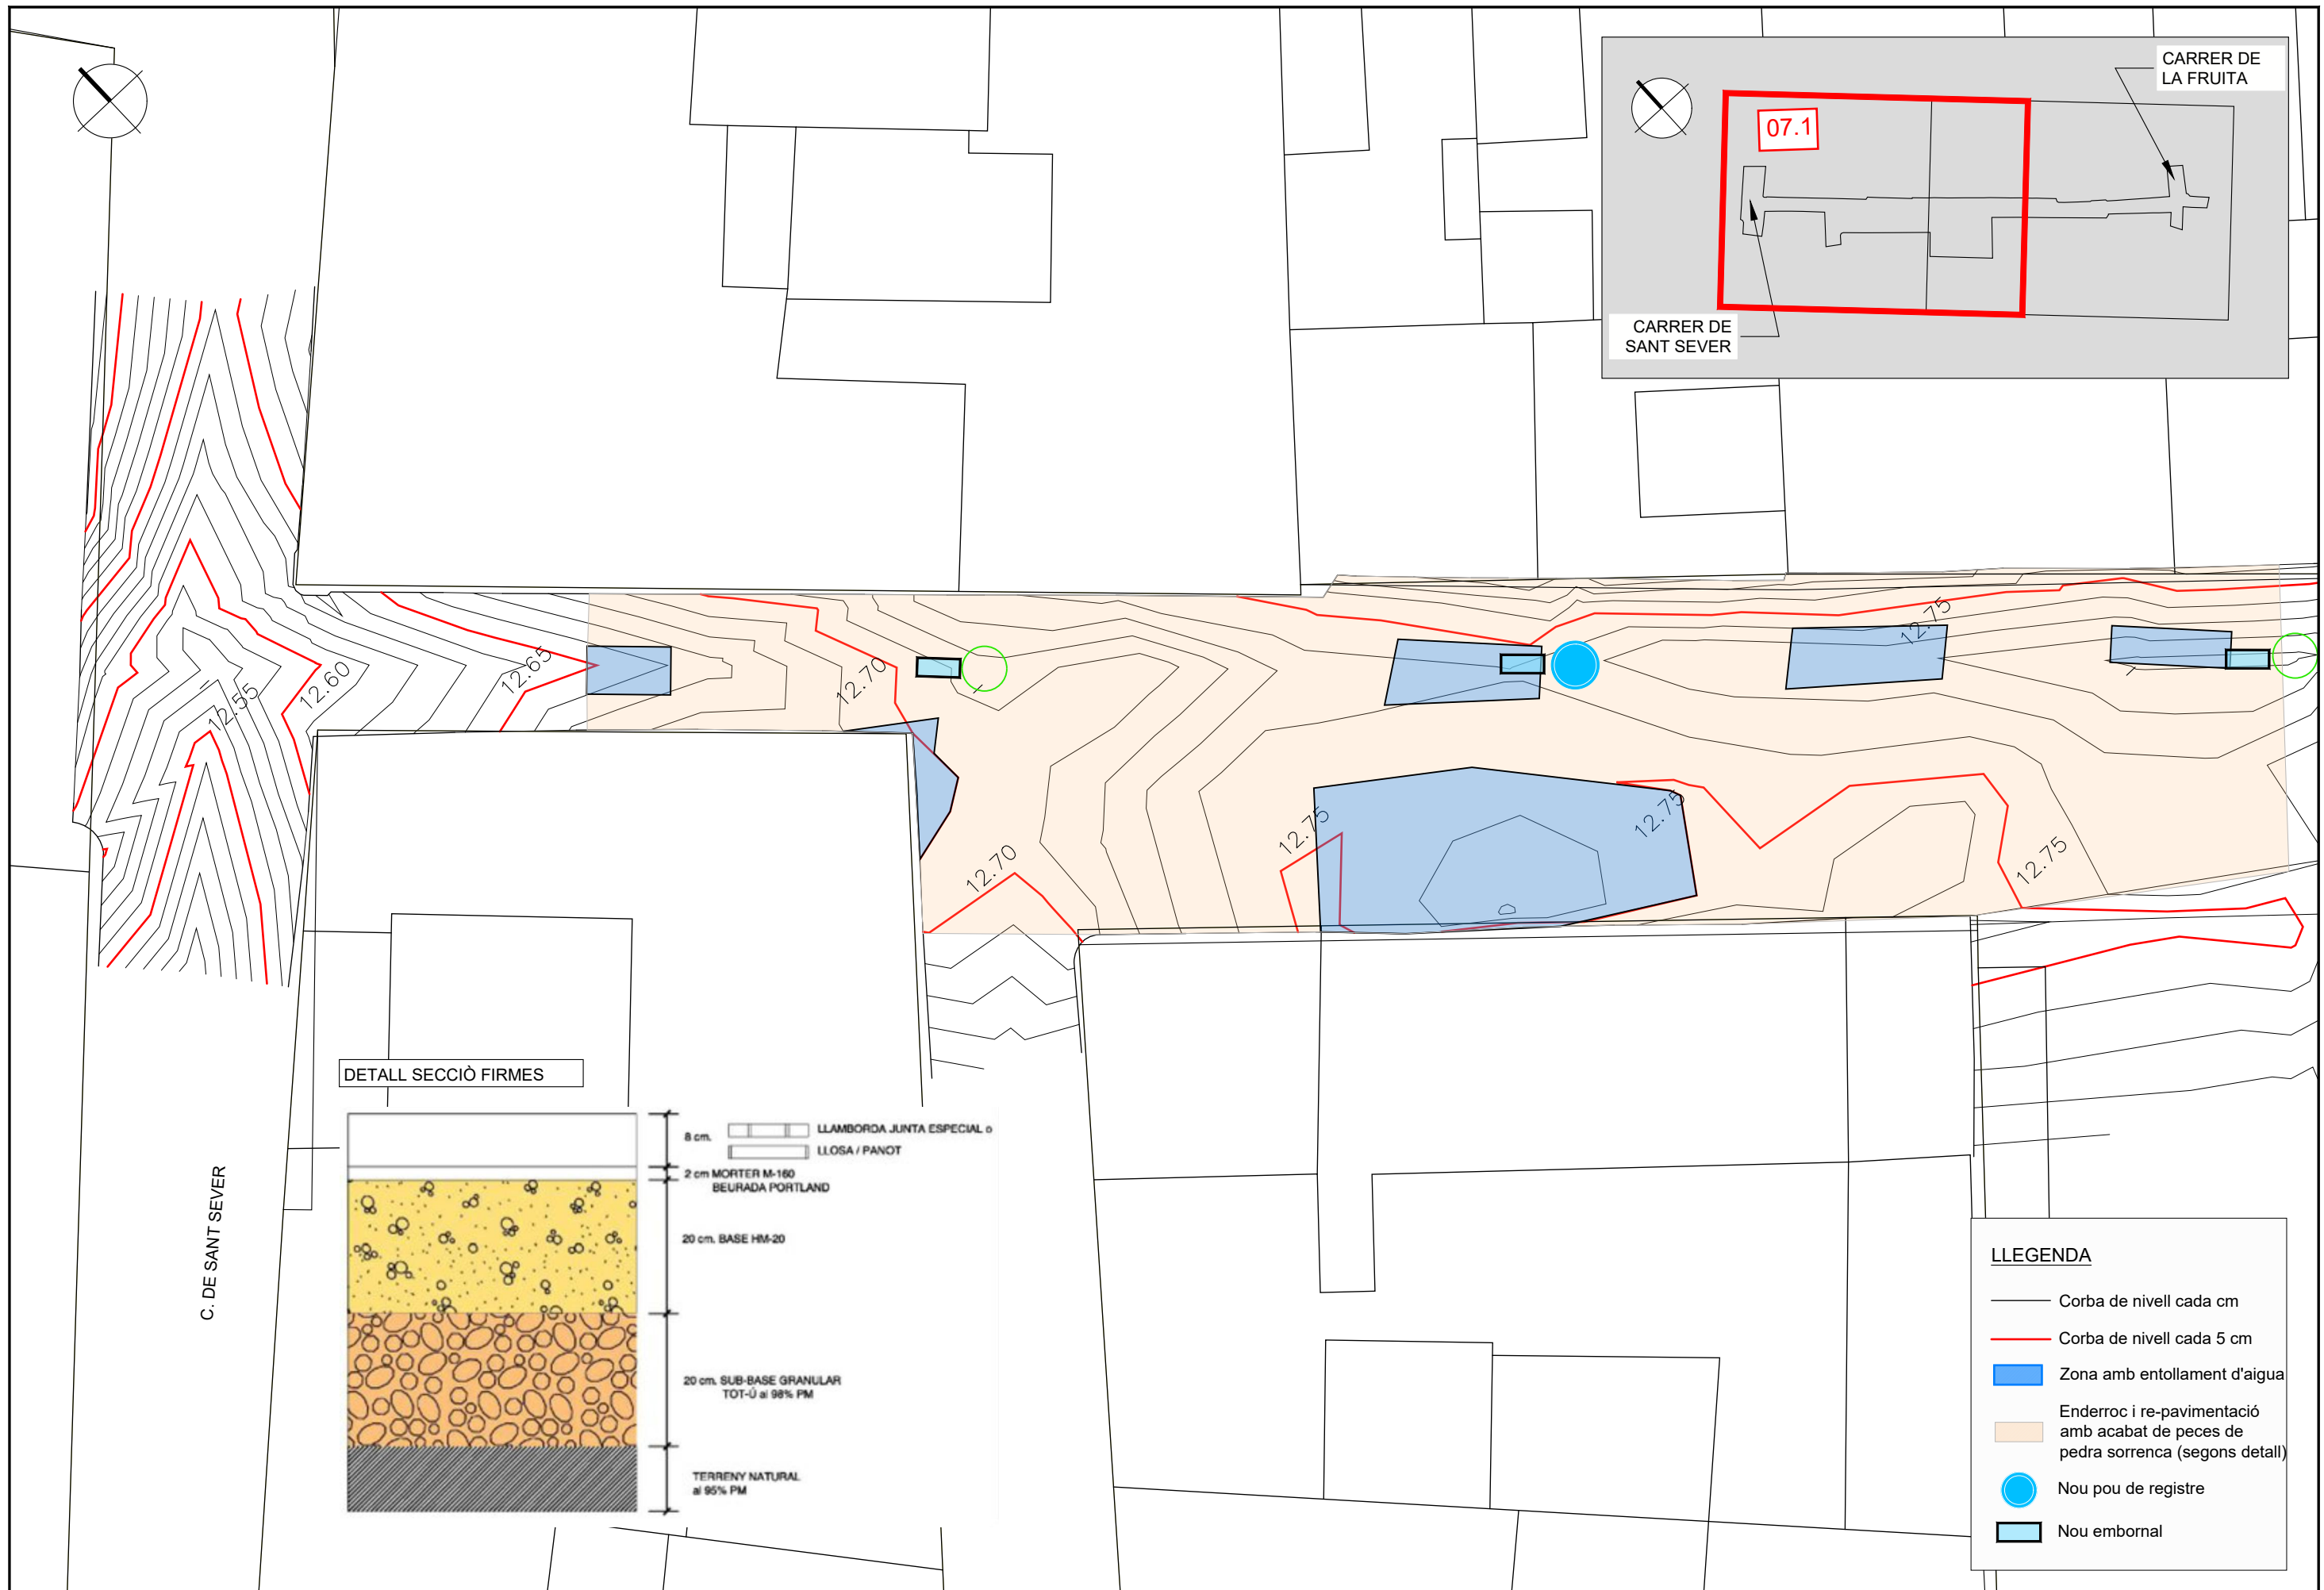 CARRER DE
LA FRUITA
07.1
CARRER DE
SANT SEVER
12.55
12.60
12.65
12.70
12.75
12.70
12.75
12.75
12.75
C. DE SANT SEVER
DETALL SECCIÒ FIRMES
8 cm.
LLAMBORDA JUNTA ESPECIAL o
LLOSA / PANOT
2 cm MORTER M-160
BEURADA PORTLAND
20 cm. BASE HM-20
20 cm. SUB-BASE GRANULAR
TOT-Ú al 98% PM
TERRENY NATURAL
al 95% PM
LLEGENDA
Corba de nivell cada cm
Corba de nivell cada 5 cm
Zona amb entollament d'aigua
Enderroc i re-pavimentació
amb acabat de peces de
pedra sorrenca (segons detall)
Nou pou de registre
Nou embornal